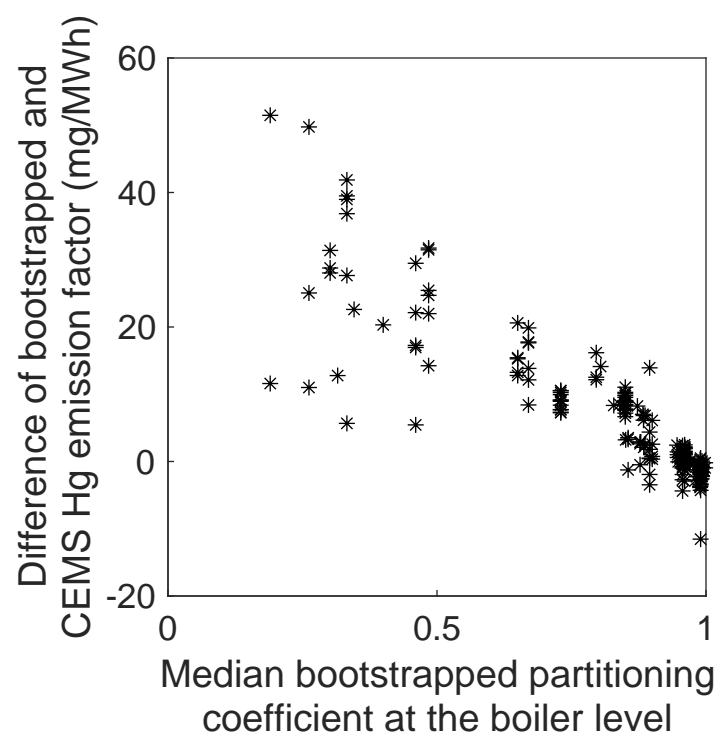 Difference of bootstrapped and
CEMS Hg emission factor (mg/MWh)
60
40
20
0
-20
0
0.5
1
Median bootstrapped partitioning
coefficient at the boiler level